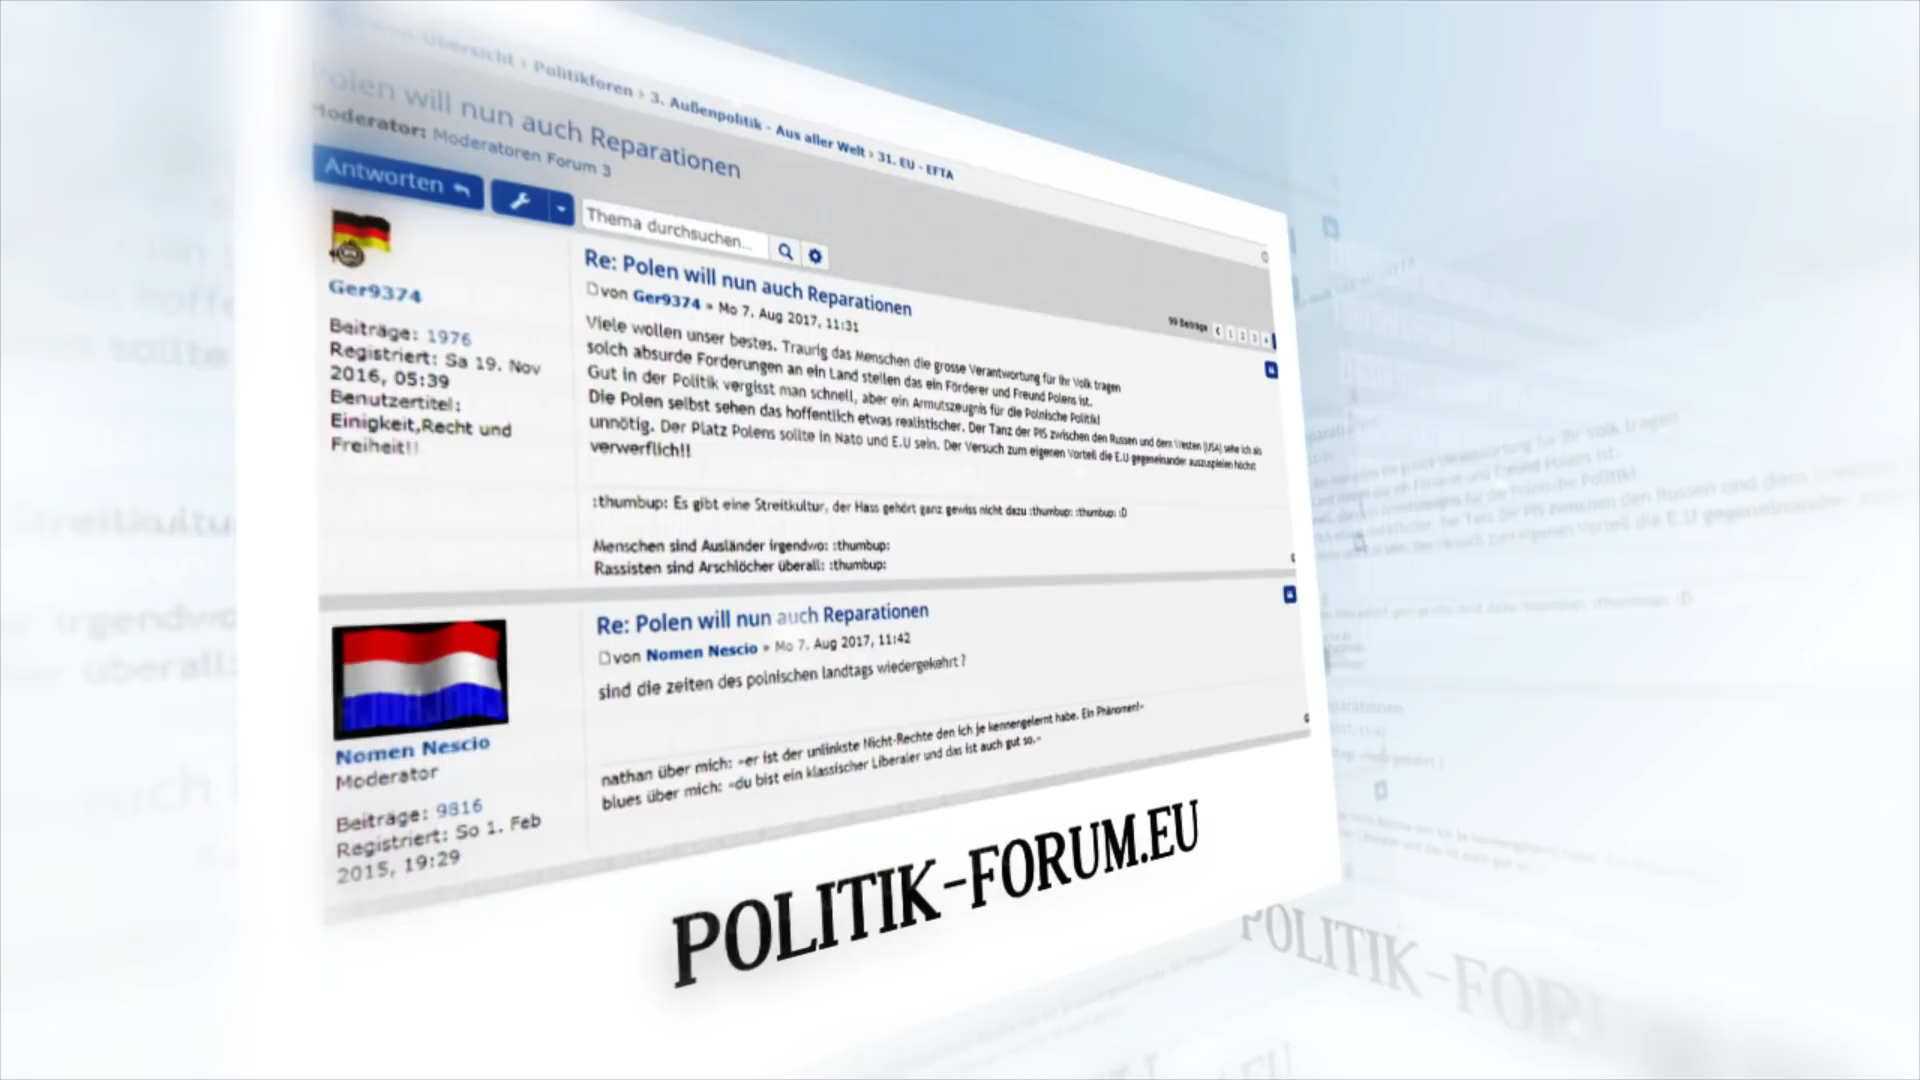 Übersicht › Politikforen › 3. Außenpolitik - Aus aller Welt › 31. EU - EFTA
Polen will nun auch Reparationen
Moderator: Moderatoren Forum 3
Antworten
Thema durchsuchen...
99 Beiträge 1 2 3 4
Ger9374
Beiträge: 1976
Registriert: Sa 19. Nov
2016, 05:39
Benutzertitel:
Einigkeit,Recht und
Freiheit!!
Re: Polen will nun auch Reparationen
von Ger9374 » Mo 7. Aug 2017, 11:31
Viele wollen unser bestes. Traurig das Menschen die grosse Verantwortung für ihr Volk tragen
solch absurde Forderungen an ein Land stellen das ein Förderer und Freund Polens ist.
Gut in der Politik vergisst man schnell, aber ein Armutszeugnis für die Polnische Politik!
Die Polen selbst sehen das hoffentlich etwas realistischer. Der Tanz der PIS zwischen den Russen und dem Westen (USA) sehe ich als
unnötig. Der Platz Polens sollte in Nato und E.U sein. Der Versuch zum eigenen Vorteil die E.U gegeneinander auszuspielen höchst
verwerflich!!
:thumbup: Es gibt eine Streitkultur, der Hass gehört ganz gewiss nicht dazu :thumbup: :thumbup: :D
Menschen sind Ausländer irgendwo: :thumbup:
Rassisten sind Arschlöcher überall: :thumbup:
Nomen Nescio
Moderator
Beiträge: 9816
Registriert: So 1. Feb
2015, 19:29
Re: Polen will nun auch Reparationen
von Nomen Nescio » Mo 7. Aug 2017, 11:42
sind die zeiten des polnischen landtags wiedergekehrt ?
nathan über mich: »er ist der unlinkste Nicht-Rechte den ich je kennengelernt habe. Ein Phänomen!«
blues über mich: »du bist ein klassischer Liberaler und das ist auch gut so.«
POLITIK-FORUM.EU